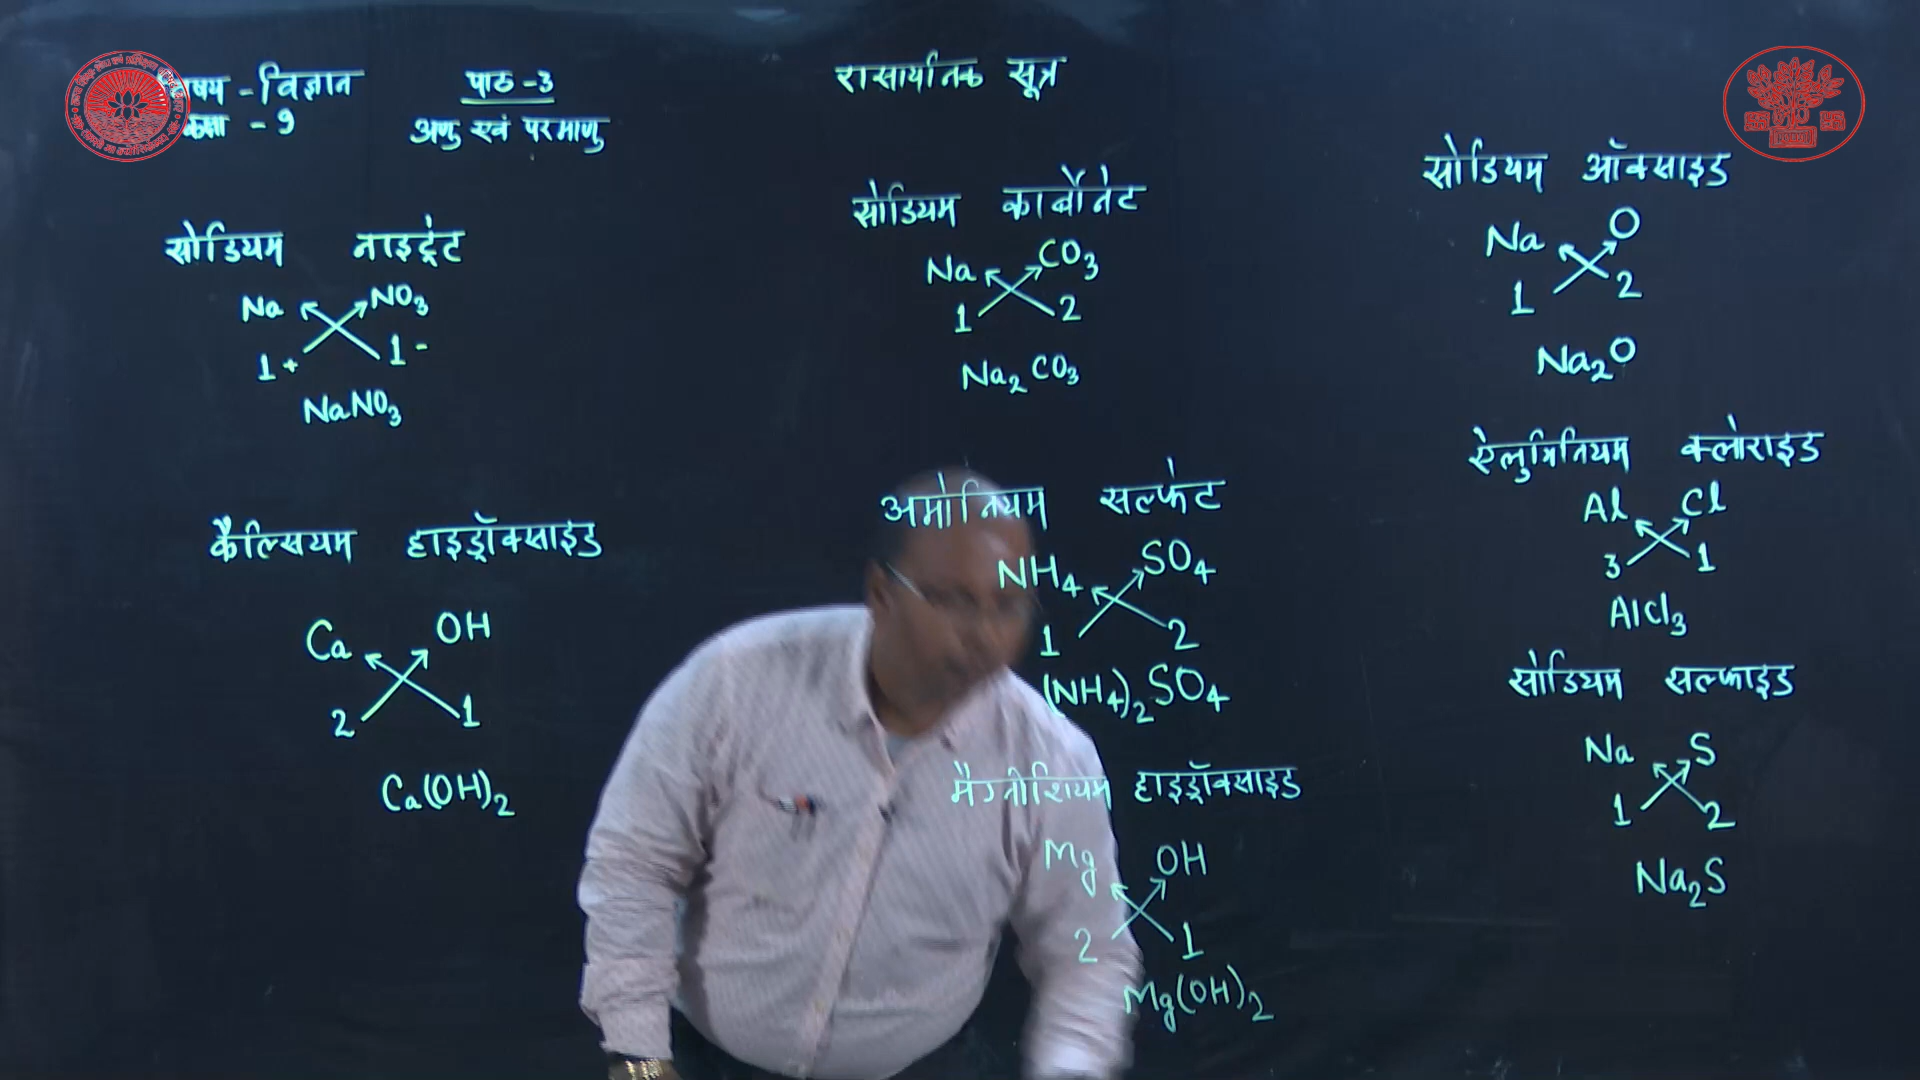 विषय - विज्ञान
कक्षा - 9
पाठ - 3
अणु एवं परमाणु
रासायनिक सूत्र
सोडियम नाइट्रेट
Na NO3
1+ 1-
NaNO3
कैल्सियम हाइड्रॉक्साइड
Ca OH
2 1
Ca(OH)2
सोडियम कार्बोनेट
Na CO3
1 2
Na2CO3
अमोनियम सल्फेट
NH4 SO4
1 2
(NH4)2SO4
मैग्नीशियम हाइड्रॉक्साइड
Mg OH
2 1
Mg(OH)2
सोडियम ऑक्साइड
Na O
1 2
Na2O
ऐलुमिनियम क्लोराइड
Al Cl
3 1
AlCl3
सोडियम सल्फाइड
Na S
1 2
Na2S